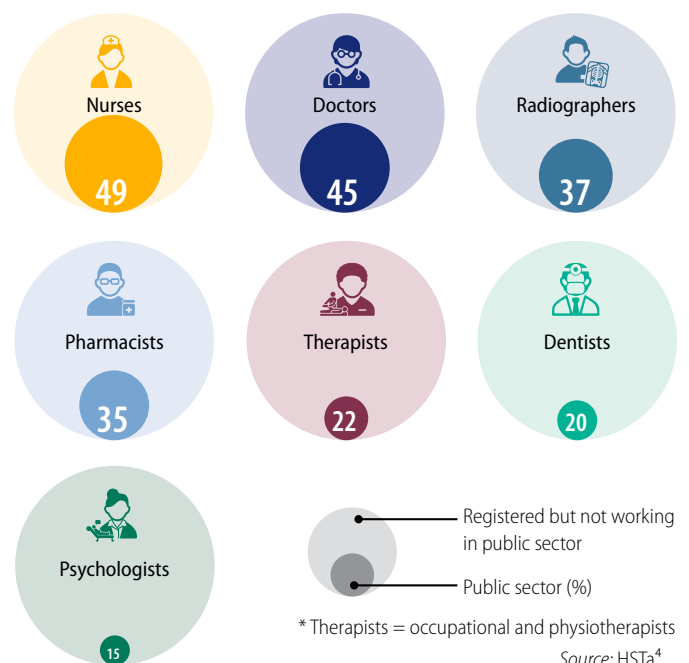 Nurses
49
Doctors
45
Radiographers
37
Pharmacists
35
Therapists
22
Dentists
20
Psychologists
15
Registered but not working
in public sector
Public sector (%)
* Therapists = occupational and physiotherapists
Source: HSTa⁴